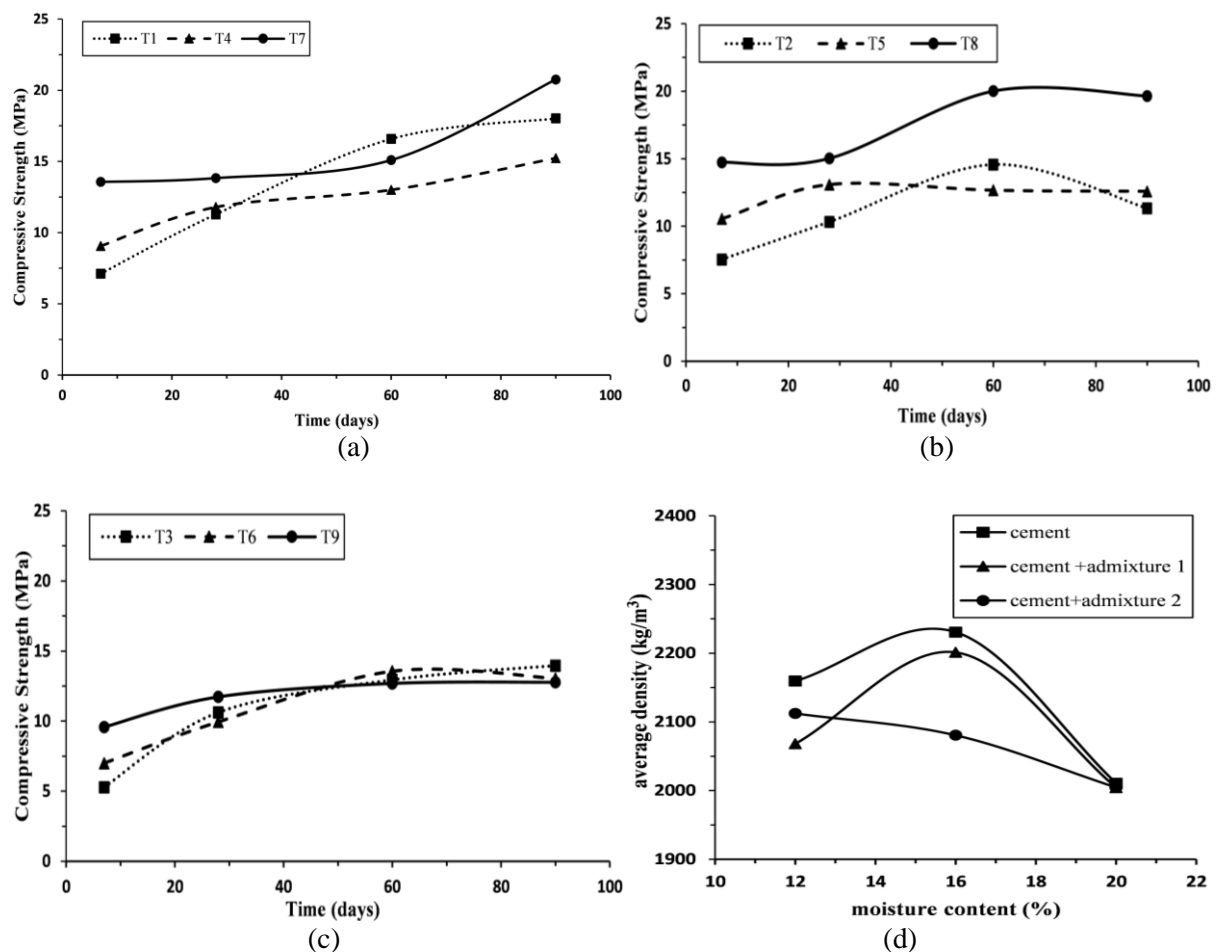 T1 T4 T7
Compressive Strength (MPa)
25
20
15
10
5
0
0 20 40 60 80 100
Time (days)
(a)
T2 T5 T8
Compressive Strength (MPa)
25
20
15
10
5
0
0 20 40 60 80 100
Time (days)
(b)
T3 T6 T9
Compressive Strength (MPa)
25
20
15
10
5
0
0 20 40 60 80 100
Time (days)
(c)
cement
cement +admixture 1
cement+admixture 2
average density (kg/m³)
2400
2300
2200
2100
2000
1900
10 12 14 16 18 20 22
moisture content (%)
(d)